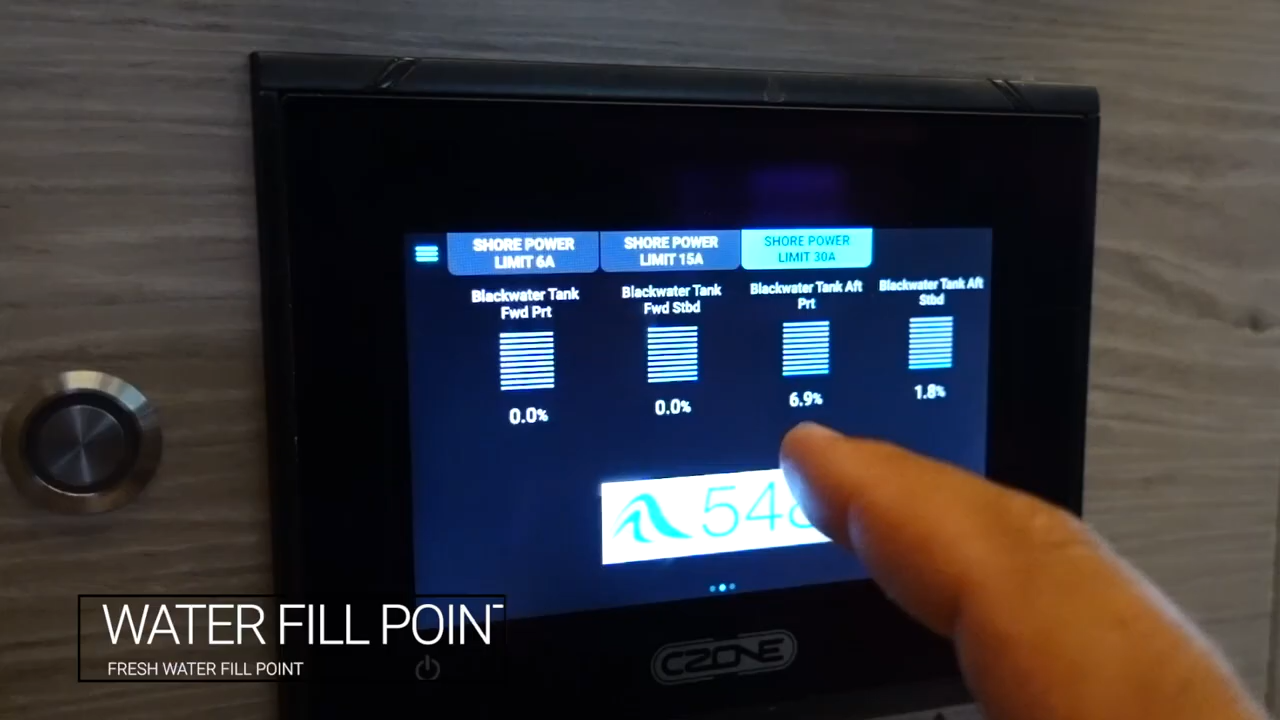 SHORE POWER
LIMIT 6A
SHORE POWER
LIMIT 15A
SHORE POWER
LIMIT 30A
Blackwater Tank
Fwd Prt
Blackwater Tank
Fwd Stbd
Blackwater Tank Aft
Prt
Blackwater Tank Aft
Stbd
0.0%
0.0%
6.9%
1.8%
548
WATER FILL POINT
FRESH WATER FILL POINT
CZONE